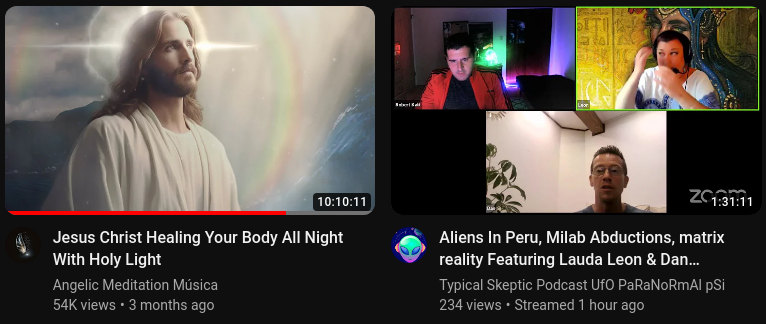 10:10:11
Jesus Christ Healing Your Body All Night
With Holy Light
Angelic Meditation Música
54K views • 3 months ago
Leon
zoom
1:31:11
Aliens In Peru, Milab Abductions, matrix
reality Featuring Lauda Leon & Dan…
Typical Skeptic Podcast UfO PaRaNoRmAl pSi
234 views • Streamed 1 hour ago